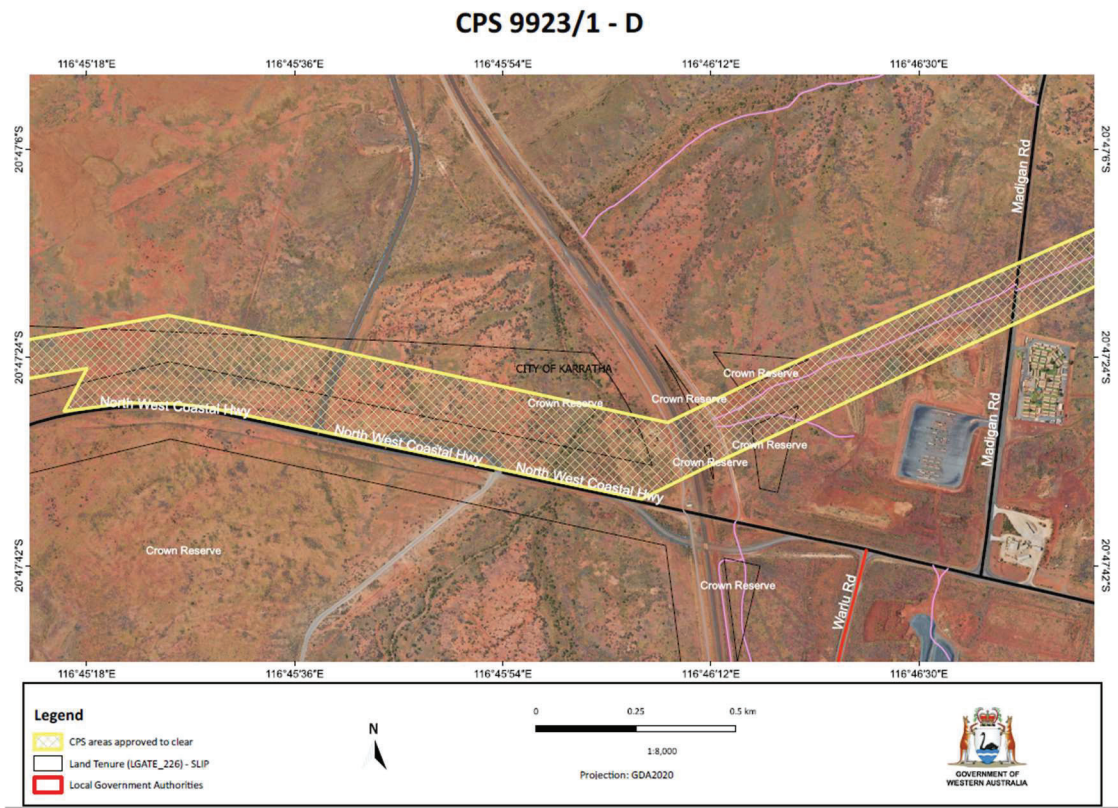 CPS 9923/1 - D
116°45'18"E
116°45'36"E
116°45'54"E
116°46'12"E
116°46'30"E
20°47'6"S
20°47'6"S
Madigan Rd
20°47'24"S
20°47'24"S
CITY OF KARRATHA
Crown Reserve
Crown Reserve
Crown Reserve
North West Coastal Hwy
North West Coastal Hwy
North West Coastal Hwy
Crown Reserve
Crown Reserve
Madigan Rd
Crown Reserve
20°47'42"S
20°47'42"S
Crown Reserve
Warlu Rd
116°45'18"E
116°45'36"E
116°45'54"E
116°46'12"E
116°46'30"E
Legend
CPS areas approved to clear
Land Tenure (LGATE_226) - SLIP
Local Government Authorities
N
0
0.25
0.5 km
1:8,000
Projection: GDA2020
GOVERNMENT OF
WESTERN AUSTRALIA